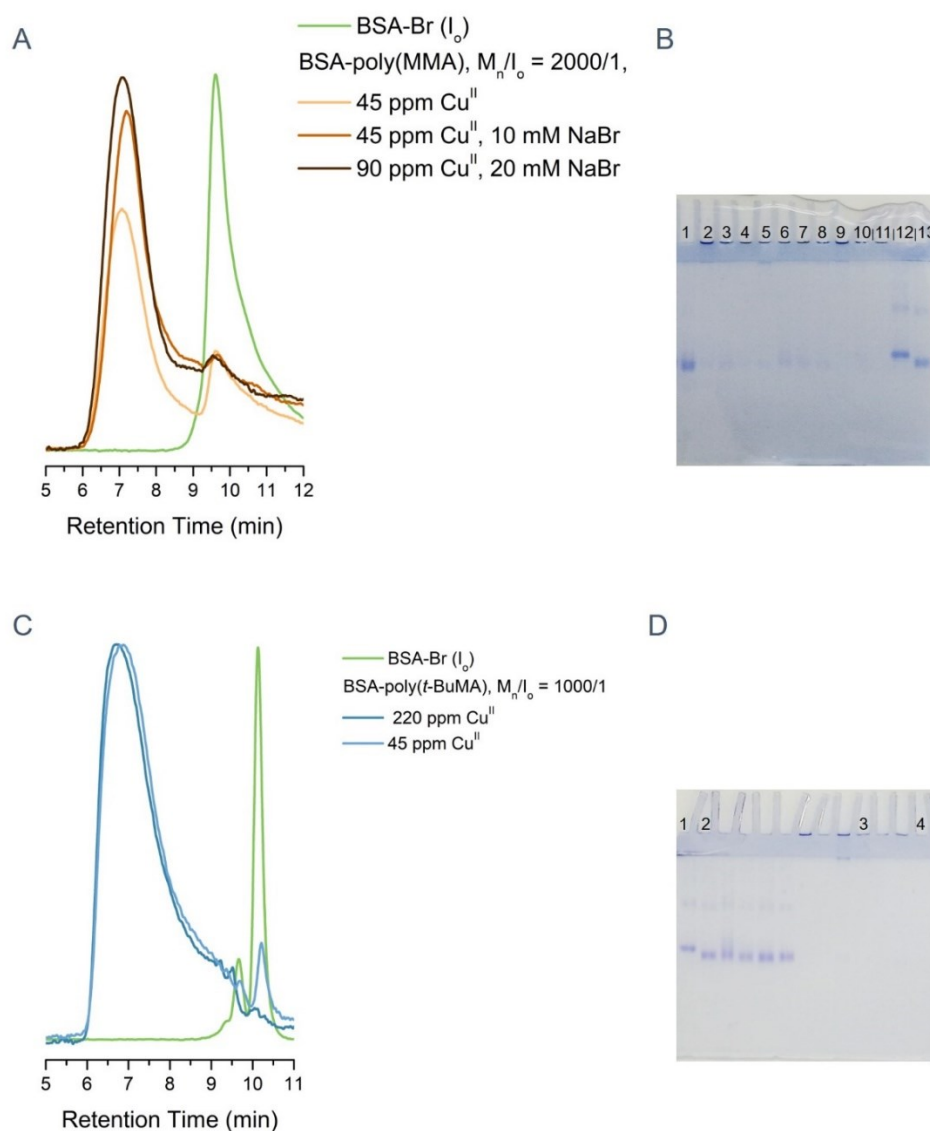 A
BSA-Br (Iₒ)
BSA-poly(MMA), Mₙ/Iₒ = 2000/1,
45 ppm Cuᴵᴵ
45 ppm Cuᴵᴵ, 10 mM NaBr
90 ppm Cuᴵᴵ, 20 mM NaBr
5 6 7 8 9 10 11 12
Retention Time (min)
B
1 2 3 4 5 6 7 8 9 10 11 12 13
C
BSA-Br (Iₒ)
BSA-poly(t-BuMA), Mₙ/Iₒ = 1000/1
220 ppm Cuᴵᴵ
45 ppm Cuᴵᴵ
5 6 7 8 9 10 11
Retention Time (min)
D
1 2 3 4